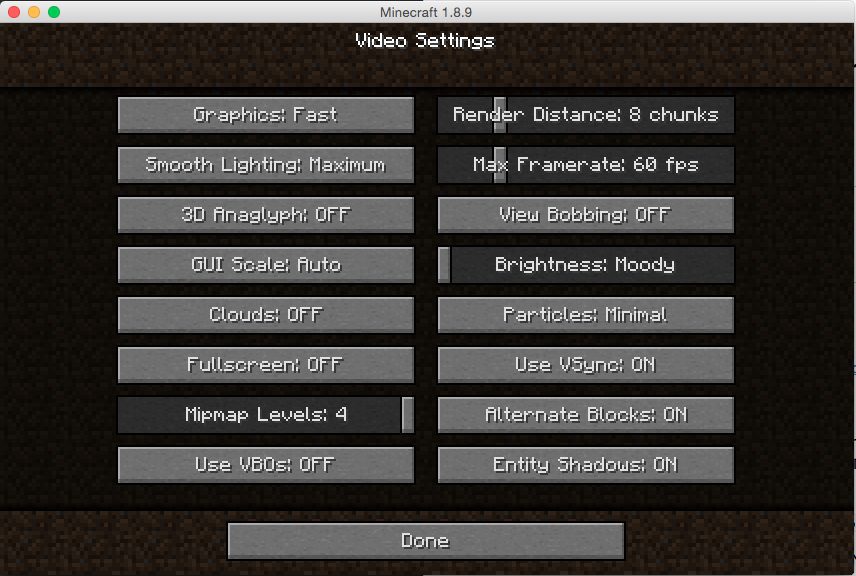 Minecraft 1.8.9
Video Settings
Graphics: Fast
Render Distance: 8 chunks
Smooth Lighting: Maximum
Max Framerate: 60 fps
3D Anaglyph: OFF
View Bobbing: OFF
GUI Scale: Auto
Brightness: Moody
Clouds: OFF
Particles: Minimal
Fullscreen: OFF
Use VSync: ON
Mipmap Levels: 4
Alternate Blocks: ON
Use VBOs: OFF
Entity Shadows: ON
Done